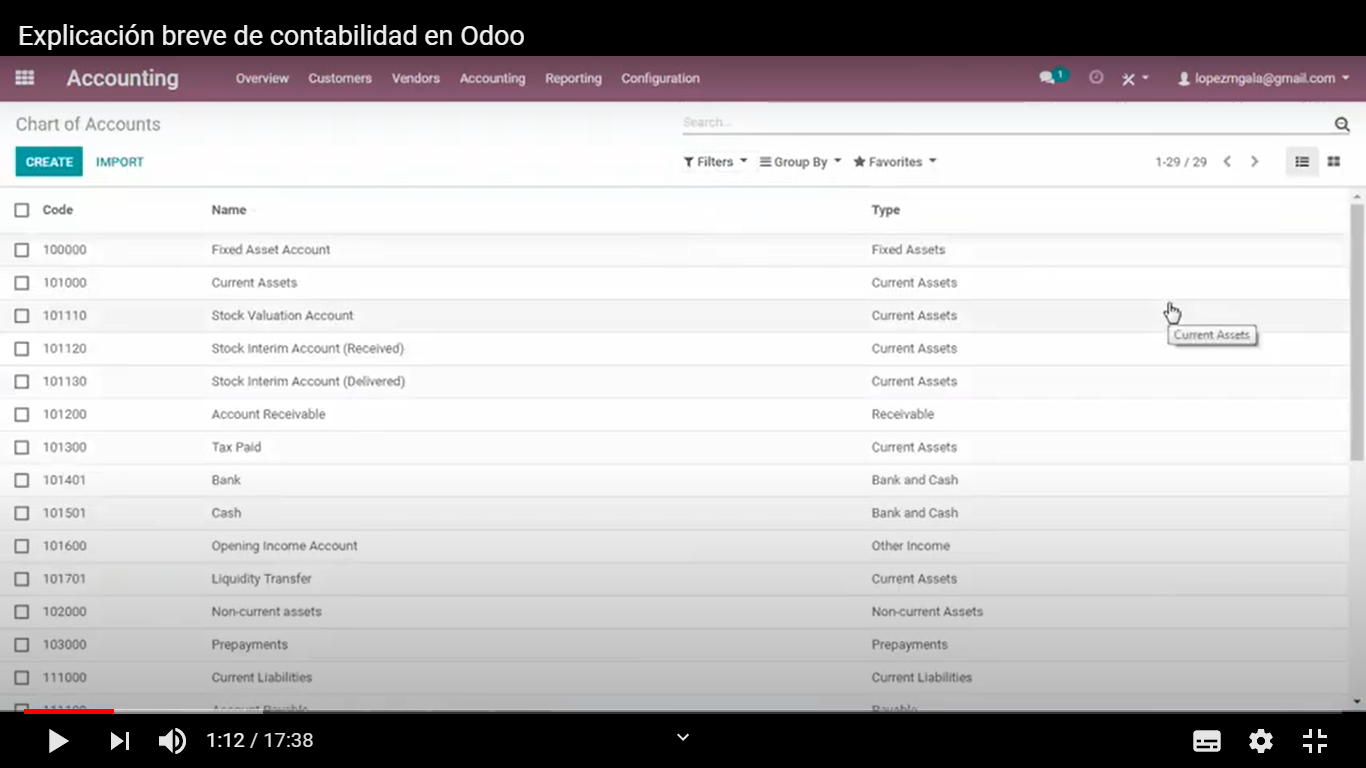 Explicación breve de contabilidad en Odoo
Accounting Overview Customers Vendors Accounting Reporting Configuration 1 lopezmgala@gmail.com
Chart of Accounts Search...
CREATE IMPORT Filters Group By Favorites 1-29 / 29
Code Name Type
100000 Fixed Asset Account Fixed Assets
101000 Current Assets Current Assets
101110 Stock Valuation Account Current Assets
Current Assets
101120 Stock Interim Account (Received) Current Assets
101130 Stock Interim Account (Delivered) Current Assets
101200 Account Receivable Receivable
101300 Tax Paid Current Assets
101401 Bank Bank and Cash
101501 Cash Bank and Cash
101600 Opening Income Account Other Income
101701 Liquidity Transfer Current Assets
102000 Non-current assets Non-current Assets
103000 Prepayments Prepayments
111000 Current Liabilities Current Liabilities
Account Payable Payable
1:12 / 17:38